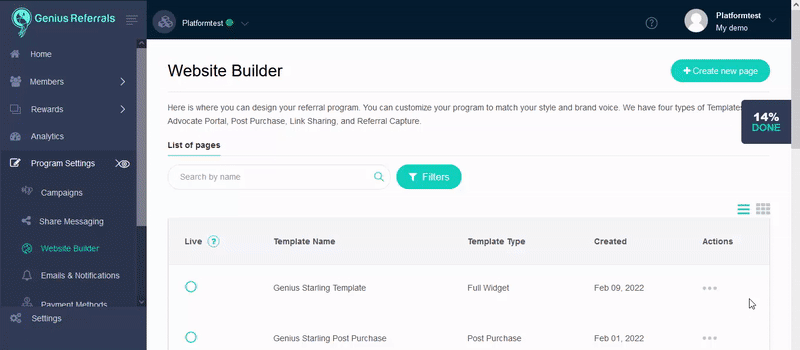 Genius Referrals
Platformtest
Platformtest
My demo
Home
Members
Rewards
Analytics
Program Settings
Campaigns
Share Messaging
Website Builder
Emails & Notifications
Payment Methods
Settings
Website Builder
+ Create new page
Here is where you can design your referral program. You can customize your program to match your style and brand voice. We have four types of Templates
Advocate Portal, Post Purchase, Link Sharing, and Referral Capture.
14%
DONE
List of pages
Search by name
Filters
Live ? Template Name Template Type Created Actions
Genius Starling Template Full Widget Feb 09, 2022
Genius Starling Post Purchase Post Purchase Feb 01, 2022